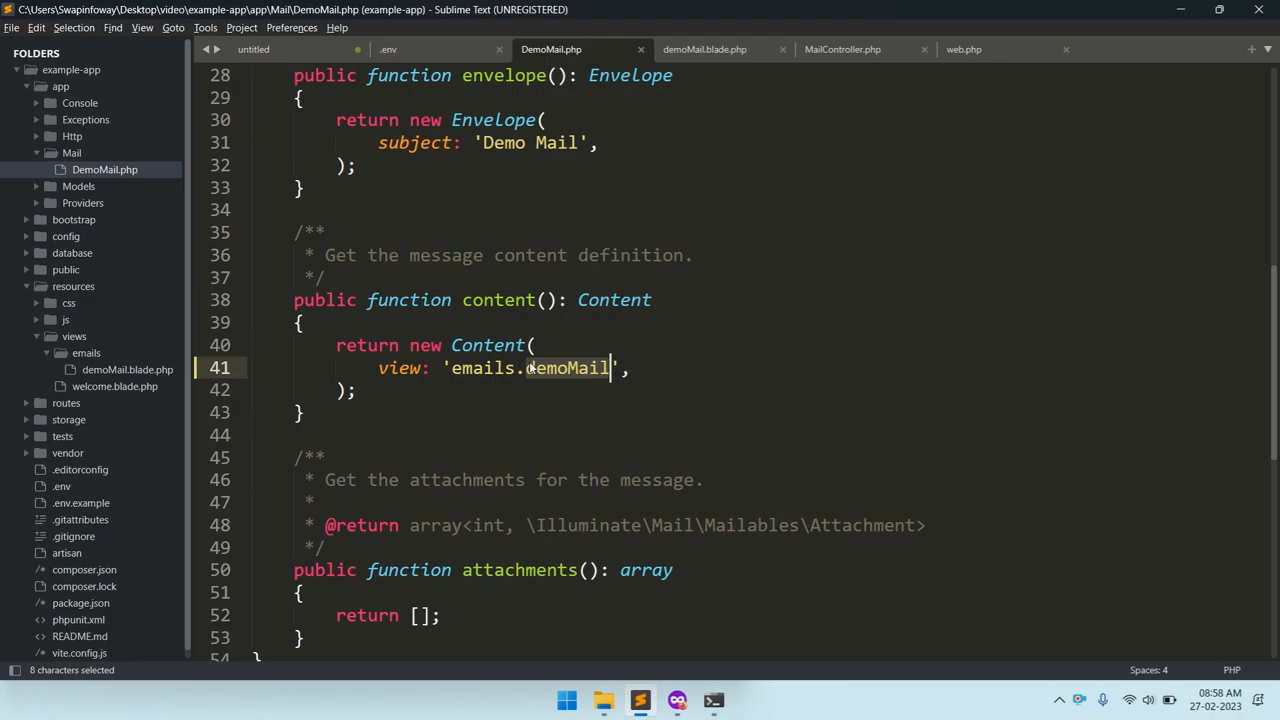 C:\Users\Swapinfoway\Desktop\video\example-app\app\Mail\DemoMail.php (example-app) - Sublime Text (UNREGISTERED)
File Edit Selection Find View Goto Tools Project Preferences Help
FOLDERS
example-app
app
Console
Exceptions
Http
Mail
DemoMail.php
Models
Providers
bootstrap
config
database
public
resources
css
js
views
emails
demoMail.blade.php
welcome.blade.php
routes
storage
tests
vendor
.editorconfig
.env
.env.example
.gitattributes
.gitignore
artisan
composer.json
composer.lock
package.json
phpunit.xml
README.md
vite.config.js
untitled .env DemoMail.php demoMail.blade.php MailController.php web.php
28 public function envelope(): Envelope
29 {
30 return new Envelope(
31 subject: 'Demo Mail',
32 );
33 }
34
35 /**
36 * Get the message content definition.
37 */
38 public function content(): Content
39 {
40 return new Content(
41 view: 'emails.demoMail',
42 );
43 }
44
45 /**
46 * Get the attachments for the message.
47 *
48 * @return array<int, \Illuminate\Mail\Mailables\Attachment>
49 */
50 public function attachments(): array
51 {
52 return [];
53 }
54 }
8 characters selected Spaces: 4 PHP
08:58 AM
27-02-2023